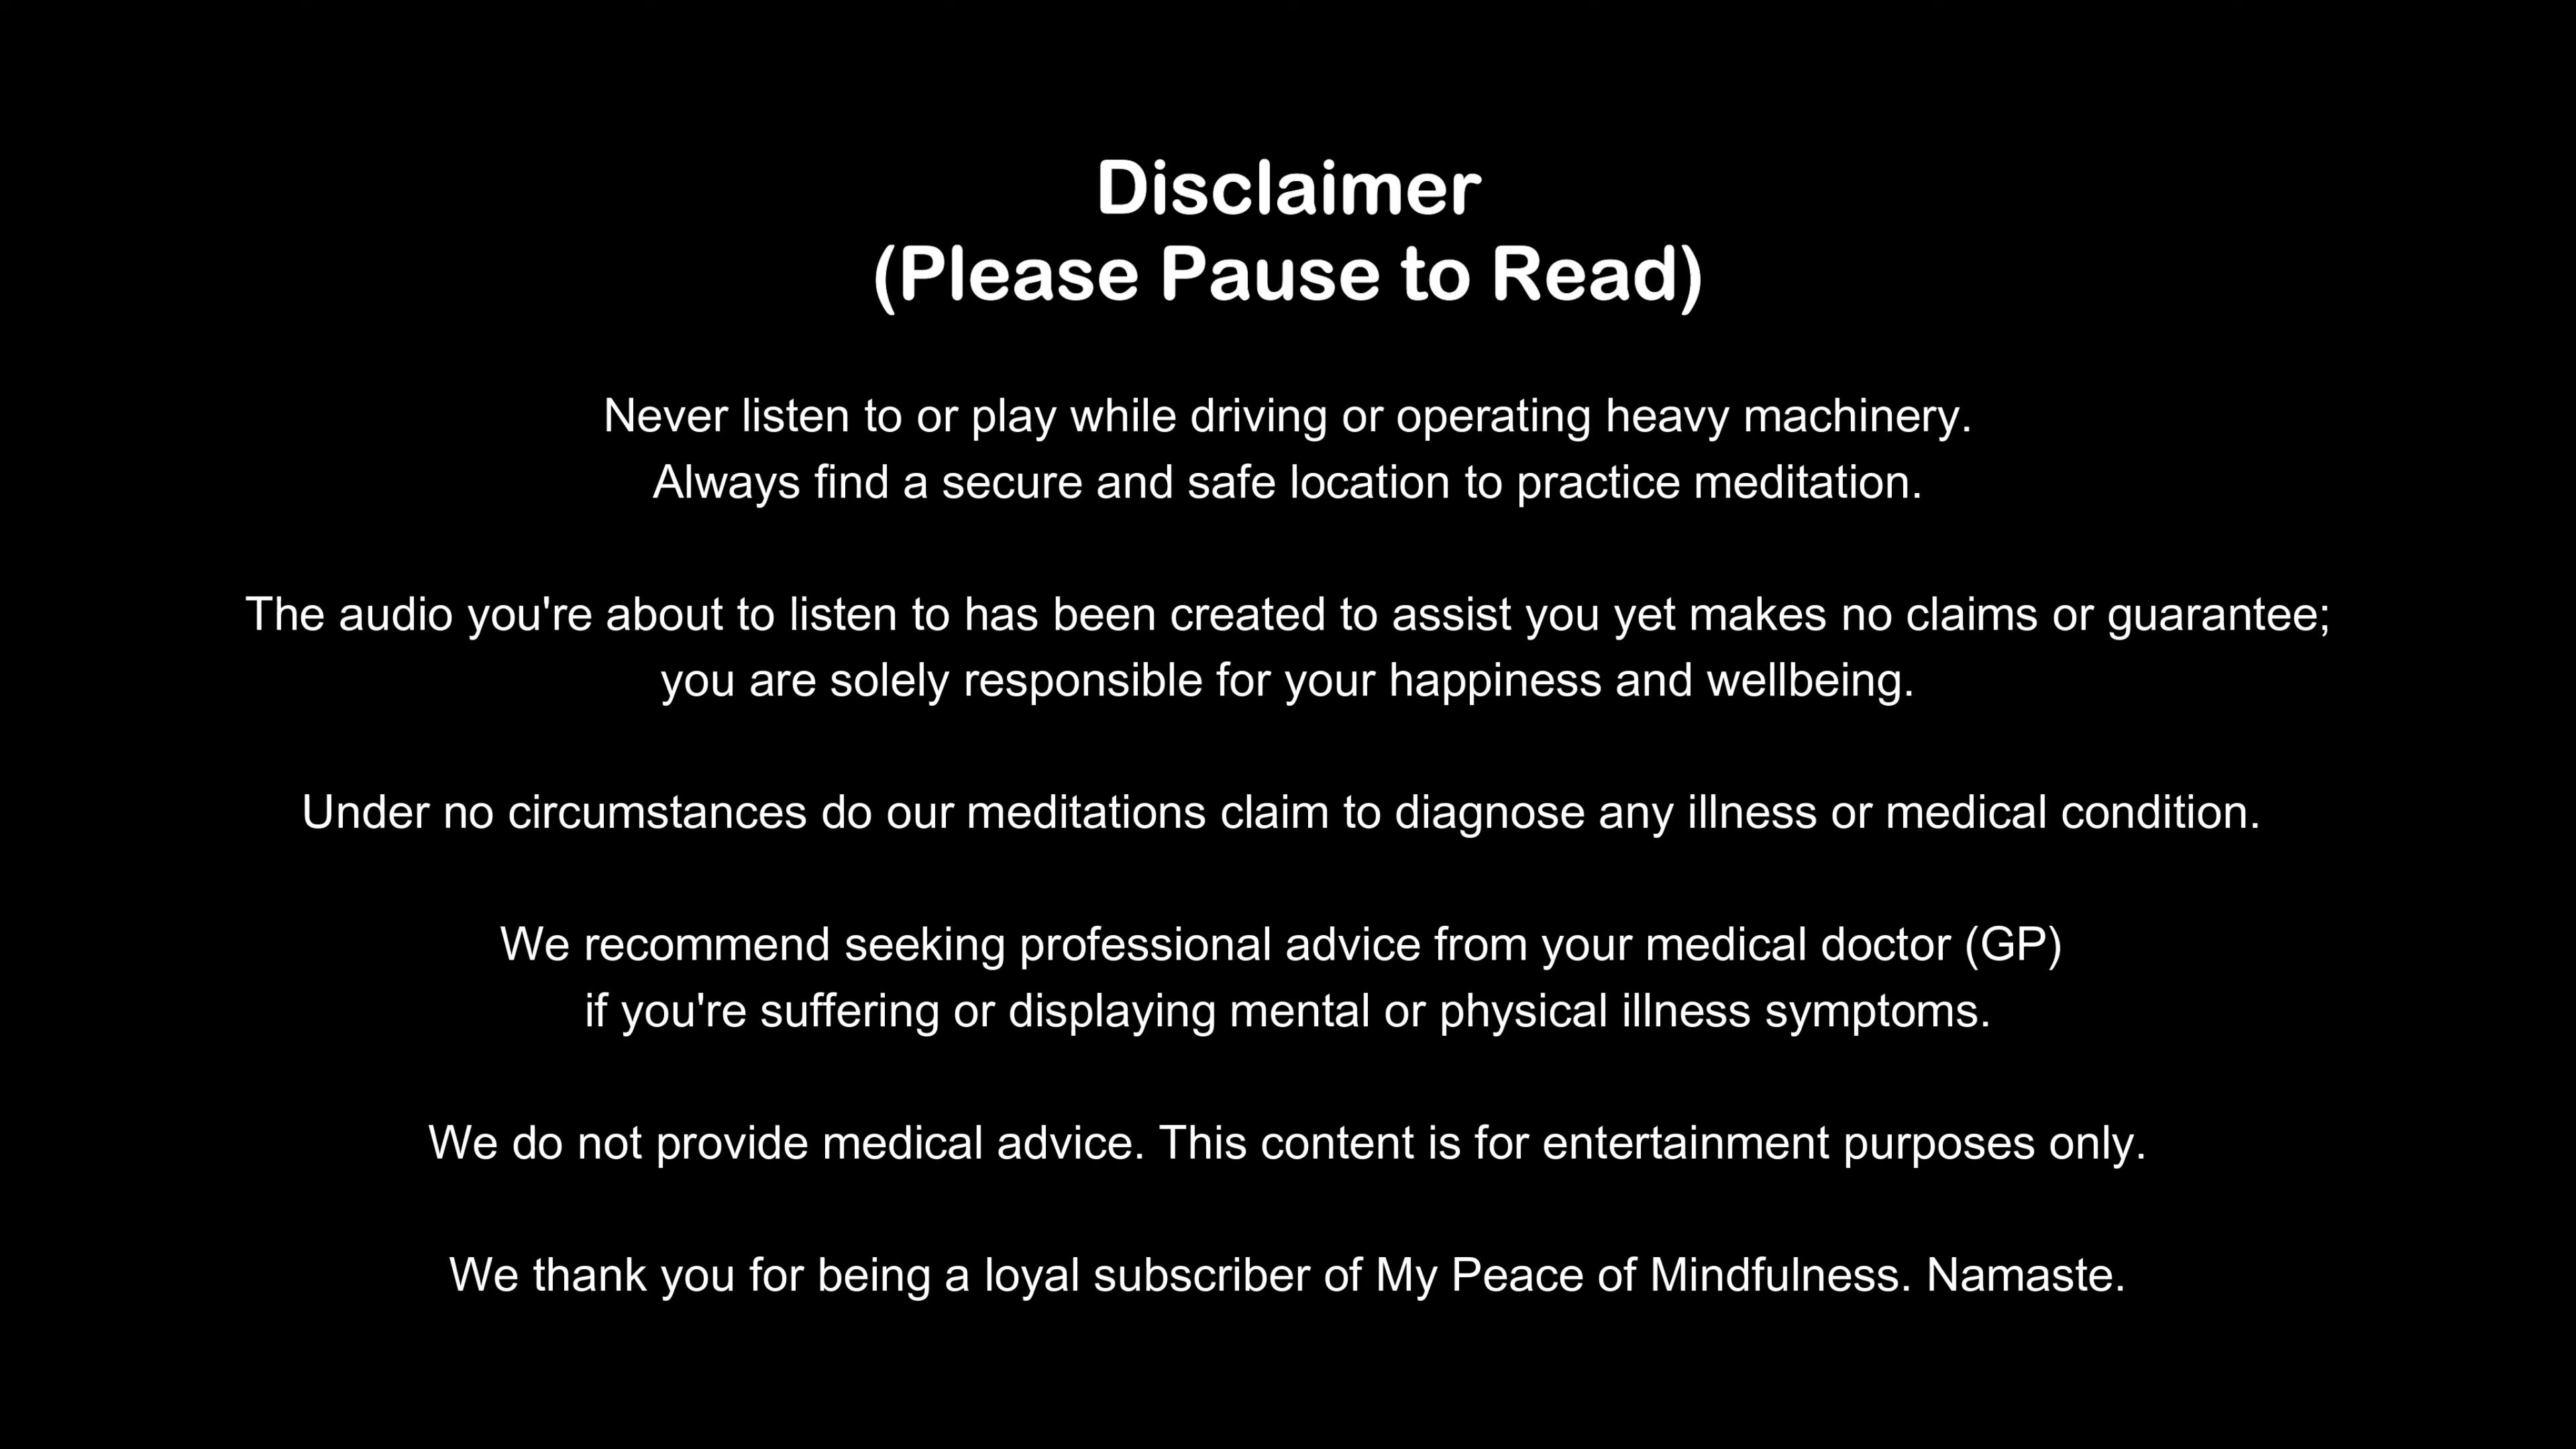 Disclaimer
(Please Pause to Read)
Never listen to or play while driving or operating heavy machinery.
Always find a secure and safe location to practice meditation.
The audio you're about to listen to has been created to assist you yet makes no claims or guarantee;
you are solely responsible for your happiness and wellbeing.
Under no circumstances do our meditations claim to diagnose any illness or medical condition.
We recommend seeking professional advice from your medical doctor (GP)
if you're suffering or displaying mental or physical illness symptoms.
We do not provide medical advice. This content is for entertainment purposes only.
We thank you for being a loyal subscriber of My Peace of Mindfulness. Namaste.